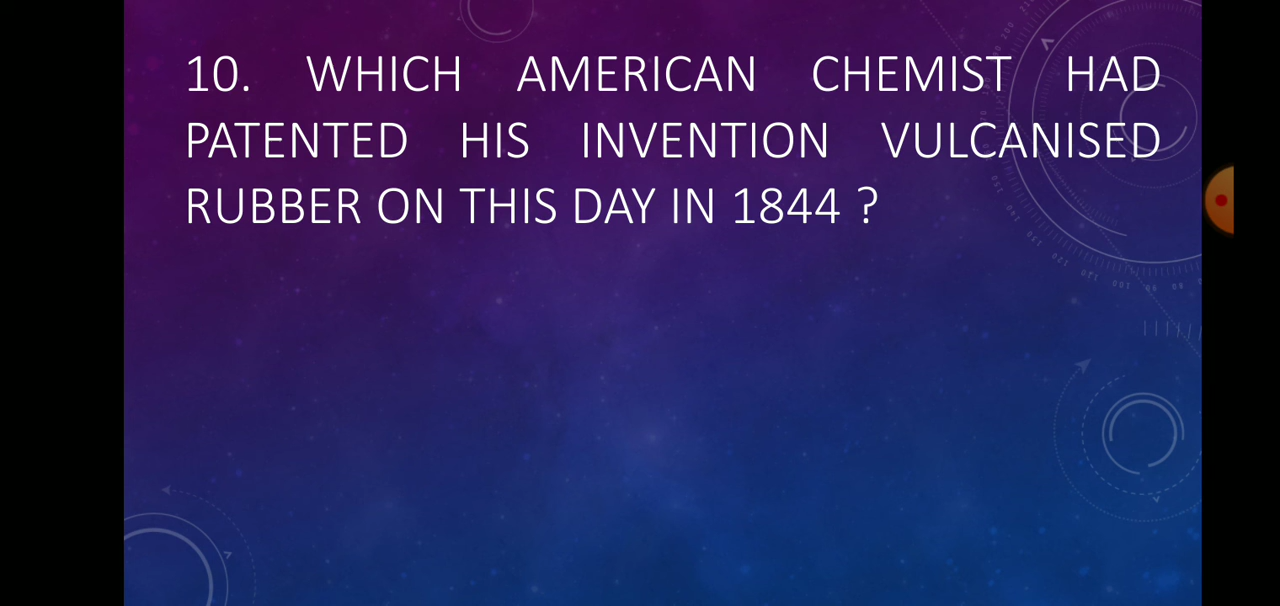 10. WHICH AMERICAN CHEMIST HAD
PATENTED HIS INVENTION VULCANISED
RUBBER ON THIS DAY IN 1844 ?